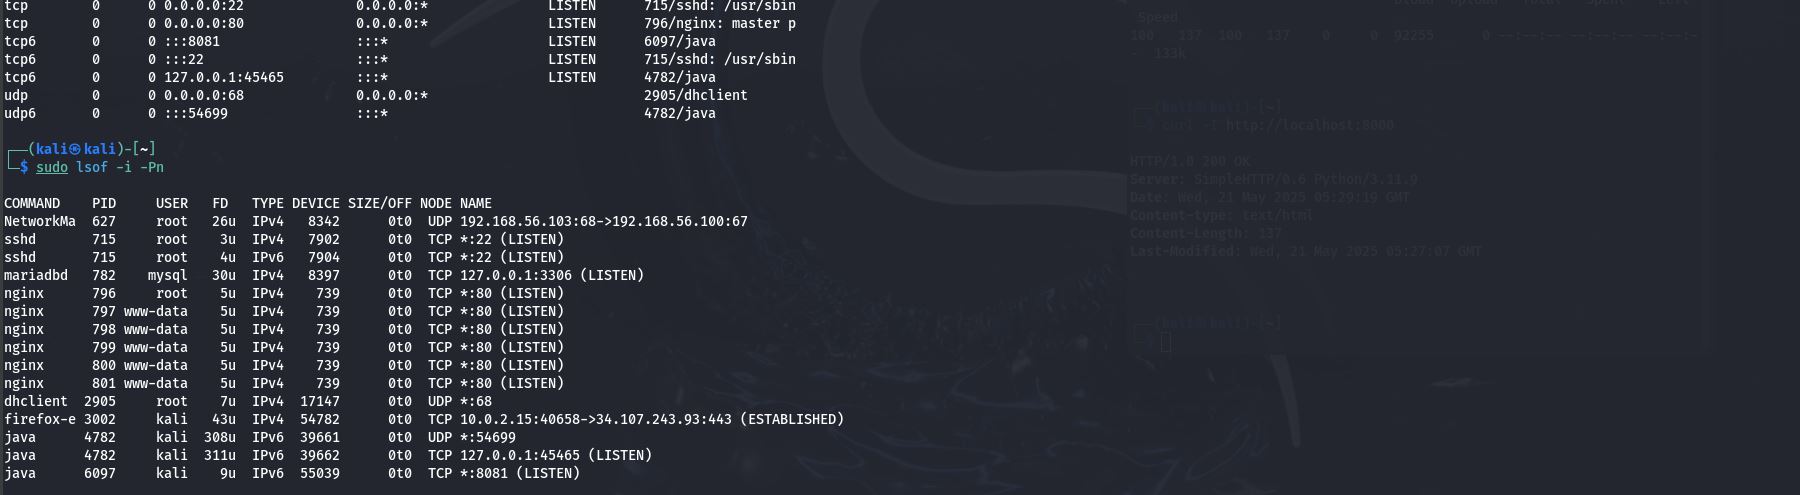 tcp        0      0 0.0.0.0:22              0.0.0.0:*               LISTEN      715/sshd: /usr/sbin
tcp        0      0 0.0.0.0:80              0.0.0.0:*               LISTEN      796/nginx: master p
tcp6       0      0 :::8081                 :::*                    LISTEN      6097/java
tcp6       0      0 :::22                   :::*                    LISTEN      715/sshd: /usr/sbin
tcp6       0      0 127.0.0.1:45465         :::*                    LISTEN      4782/java
udp        0      0 0.0.0.0:68              0.0.0.0:*                           2905/dhclient
udp6       0      0 :::54699                :::*                                4782/java
┌──(kali㉿kali)-[~]
└─$ sudo lsof -i -Pn
COMMAND    PID     USER   FD   TYPE DEVICE SIZE/OFF NODE NAME
NetworkMa  627     root   26u  IPv4   8342      0t0  UDP 192.168.56.103:68->192.168.56.100:67
sshd       715     root    3u  IPv4   7902      0t0  TCP *:22 (LISTEN)
sshd       715     root    4u  IPv6   7904      0t0  TCP *:22 (LISTEN)
mariadbd   782    mysql   30u  IPv4   8397      0t0  TCP 127.0.0.1:3306 (LISTEN)
nginx      796     root    5u  IPv4    739      0t0  TCP *:80 (LISTEN)
nginx      797 www-data    5u  IPv4    739      0t0  TCP *:80 (LISTEN)
nginx      798 www-data    5u  IPv4    739      0t0  TCP *:80 (LISTEN)
nginx      799 www-data    5u  IPv4    739      0t0  TCP *:80 (LISTEN)
nginx      800 www-data    5u  IPv4    739      0t0  TCP *:80 (LISTEN)
nginx      801 www-data    5u  IPv4    739      0t0  TCP *:80 (LISTEN)
dhclient  2905     root    7u  IPv4  17147      0t0  UDP *:68
firefox-e 3002     kali   43u  IPv4  54782      0t0  TCP 10.0.2.15:40658->34.107.243.93:443 (ESTABLISHED)
java      4782     kali  308u  IPv6  39661      0t0  UDP *:54699
java      4782     kali  311u  IPv6  39662      0t0  TCP 127.0.0.1:45465 (LISTEN)
java      6097     kali    9u  IPv6  55039      0t0  TCP *:8081 (LISTEN)
Speed
100   137  100   137    0     0  92255      0 --:--:-- --:--:-- --:--:-
-  133k
┌──(kali㉿kali)-[~]
└─$ curl -I http://localhost:8000
HTTP/1.0 200 OK
Server: SimpleHTTP/0.6 Python/3.11.9
Date: Wed, 21 May 2025 05:29:19 GMT
Content-type: text/html
Content-Length: 137
Last-Modified: Wed, 21 May 2025 05:27:07 GMT
┌──(kali㉿kali)-[~]
└─$